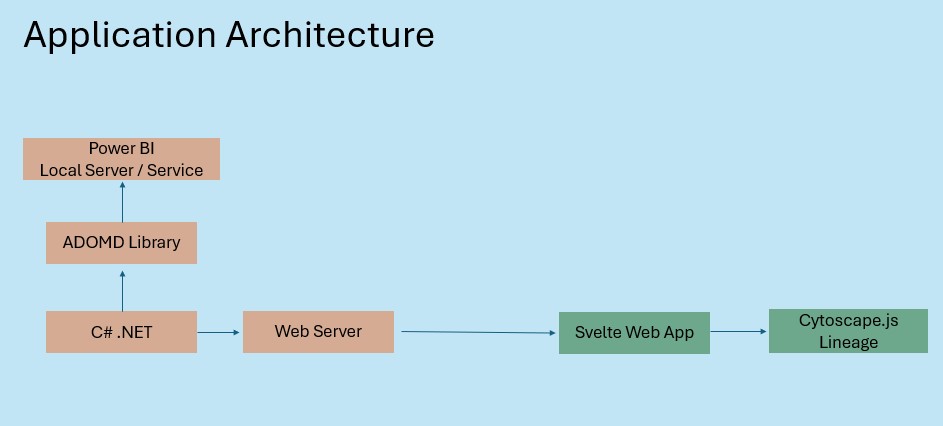 Application Architecture
Power BI
Local Server / Service
ADOMD Library
C# .NET
Web Server
Svelte Web App
Cytoscape.js
Lineage